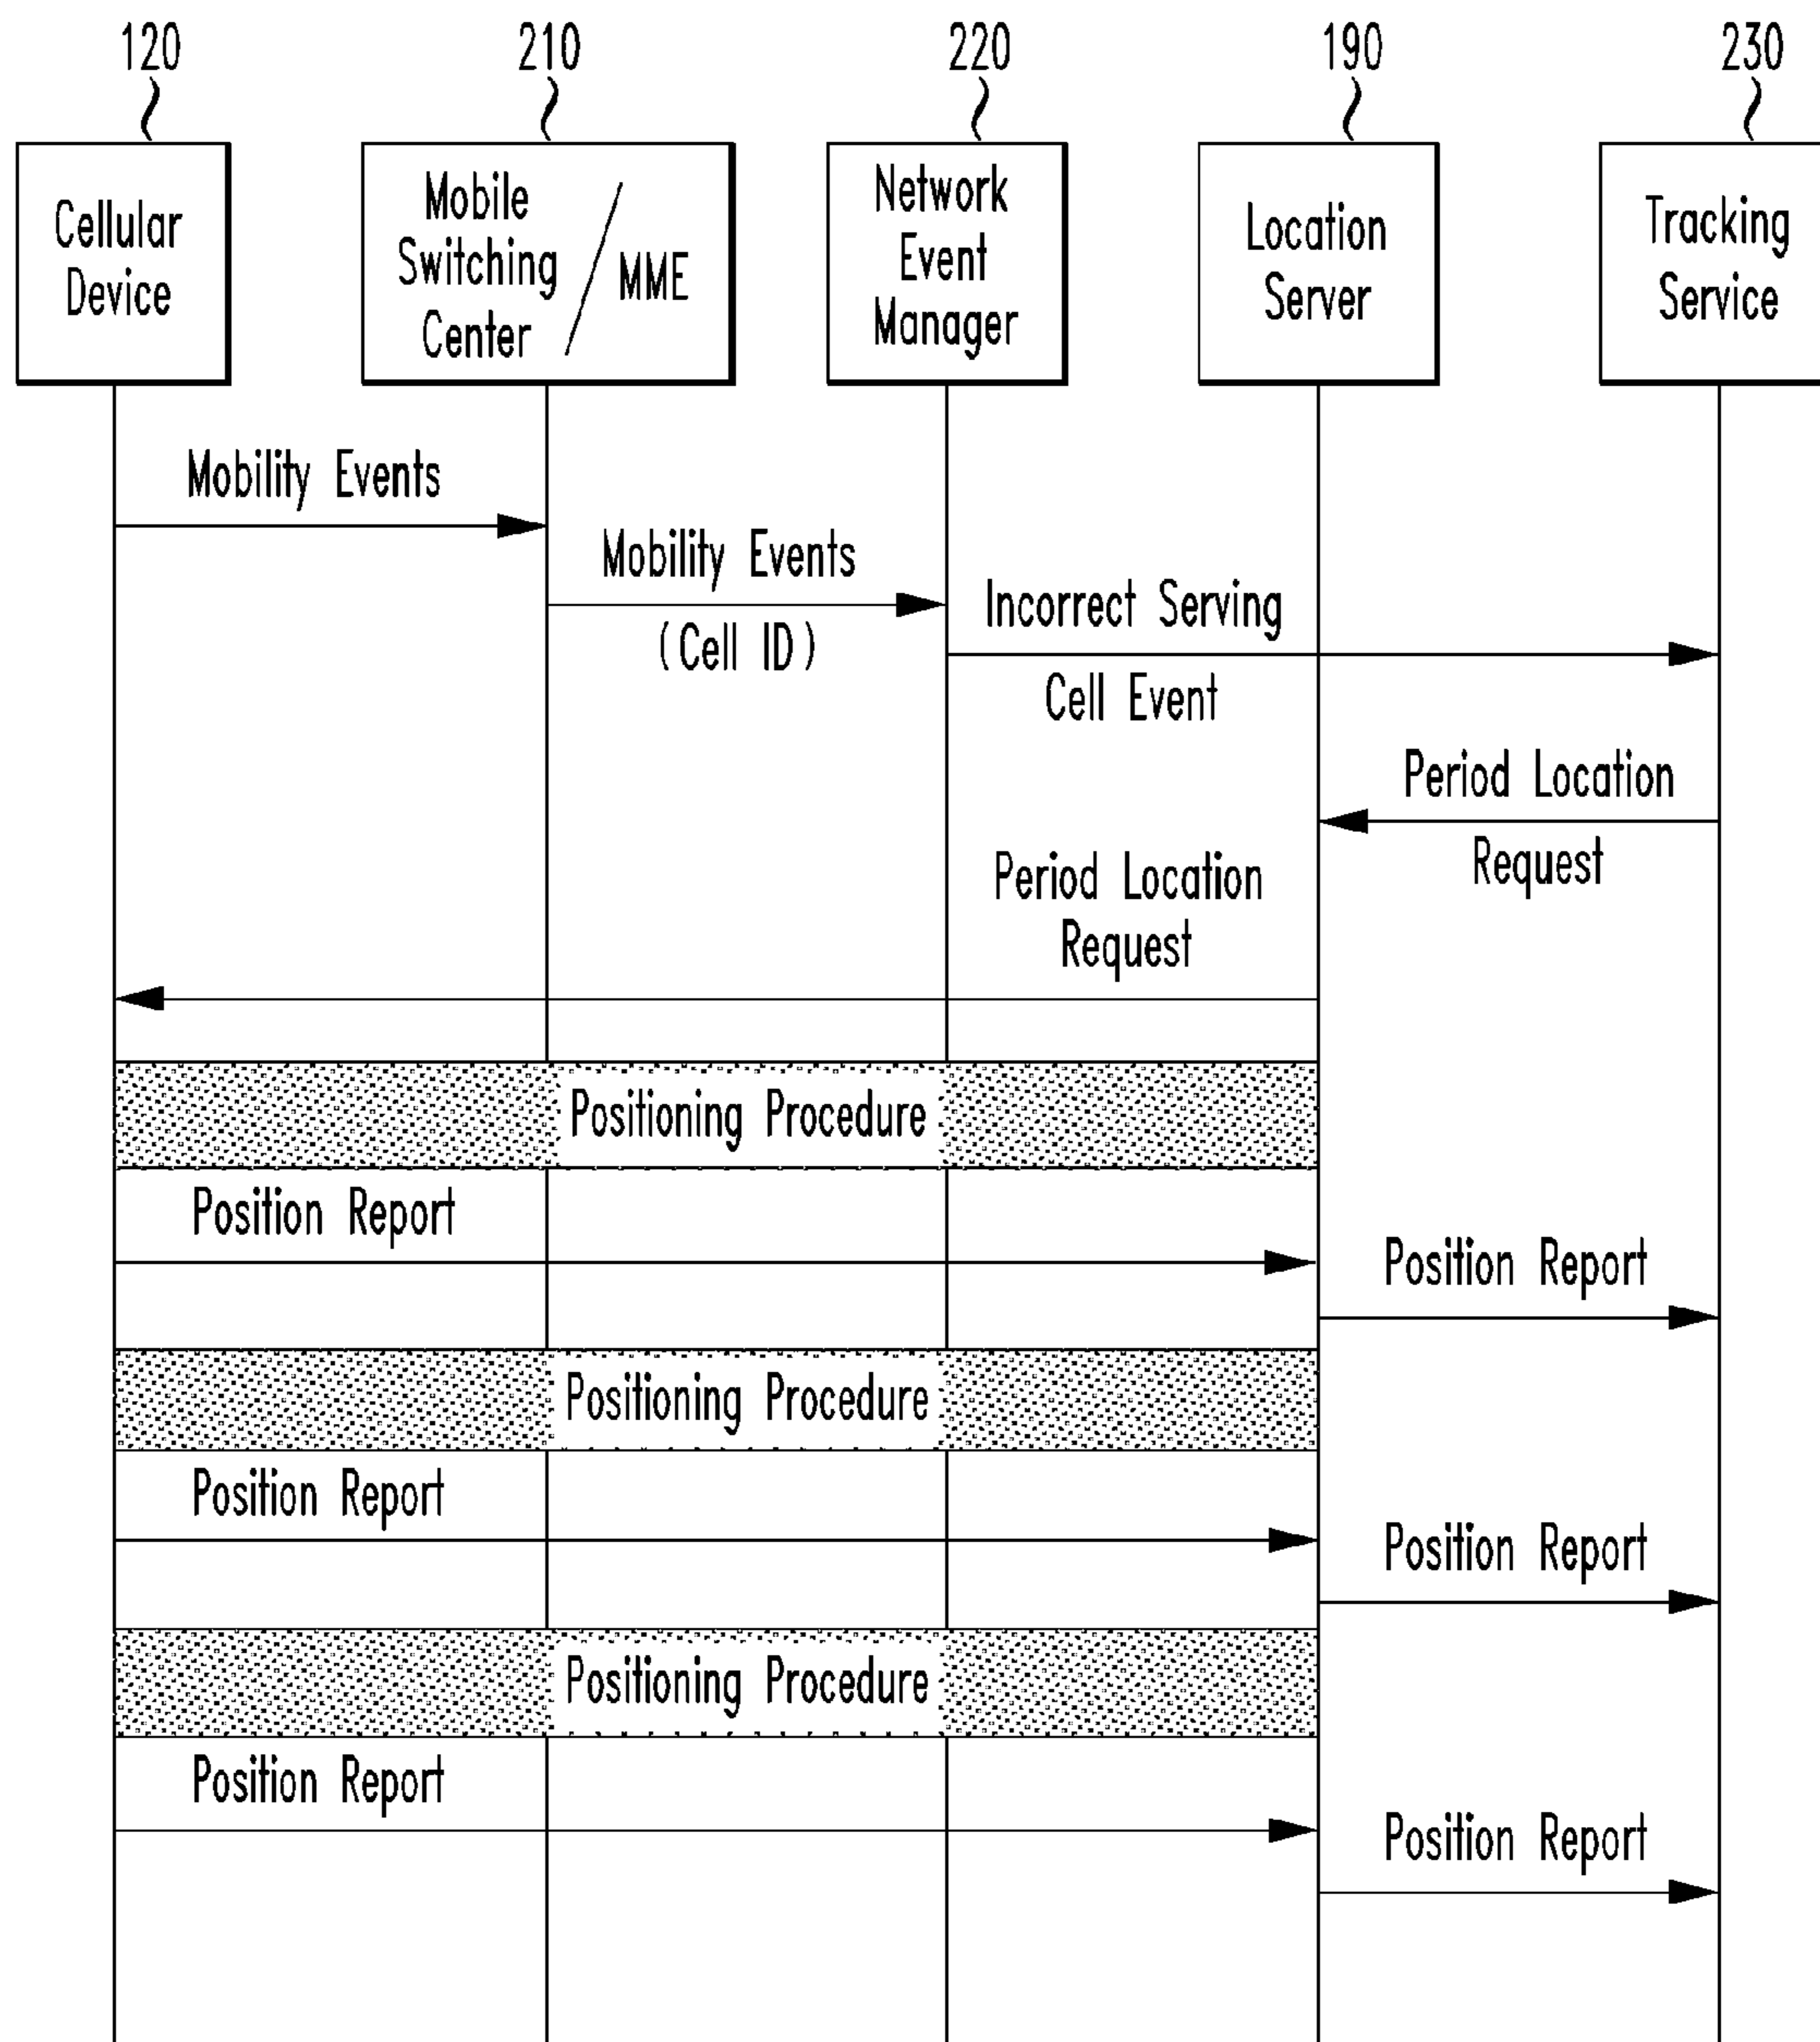 120
210
220
190
230
Cellular
Device
Mobile
Switching
Center
/
MME
Network
Event
Manager
Location
Server
Tracking
Service
Mobility Events
Mobility Events
(Cell ID)
Incorrect Serving
Cell Event
Period Location
Request
Period Location
Request
Positioning Procedure
Position Report
Position Report
Positioning Procedure
Position Report
Position Report
Positioning Procedure
Position Report
Position Report